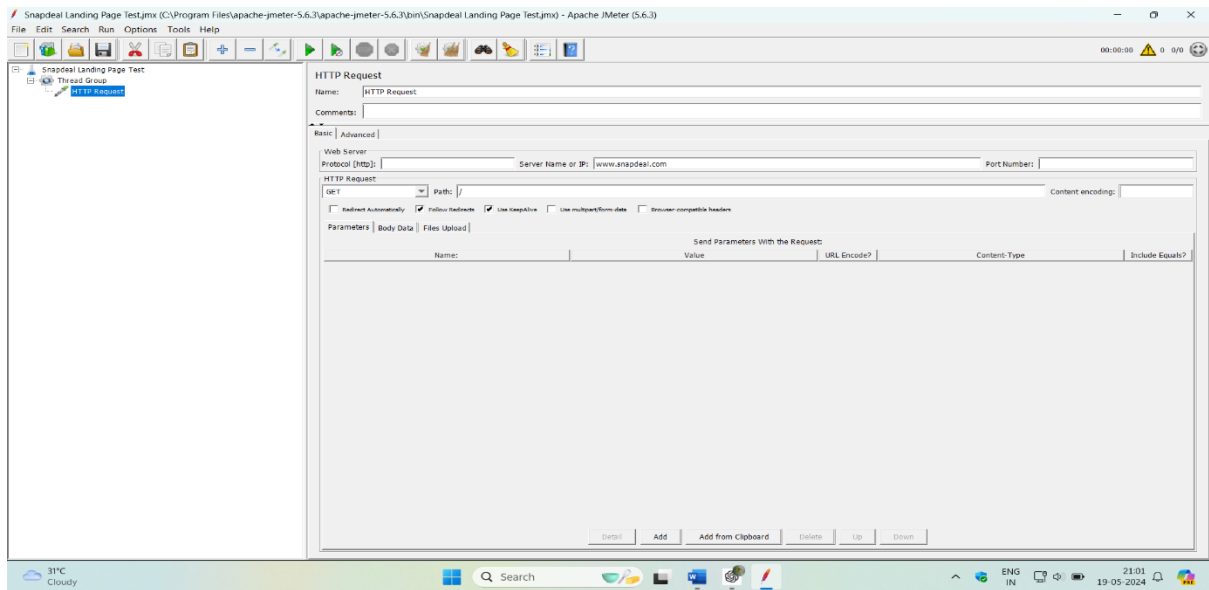 Snapdeal Landing Page Test.jmx (C:\Program Files\apache-jmeter-5.6.3\apache-jmeter-5.6.3\bin\Snapdeal Landing Page Test.jmx) - Apache JMeter (5.6.3)
File Edit Search Run Options Tools Help
00:00:00 0 0/0
Snapdeal Landing Page Test
Thread Group
HTTP Request
HTTP Request
Name: HTTP Request
Comments:
Basic Advanced
Web Server
Protocol [http]: Server Name or IP: www.snapdeal.com Port Number:
HTTP Request
GET Path: / Content encoding:
Redirect Automatically Follow Redirects Use KeepAlive Use multipart/form-data Browser-compatible headers
Parameters Body Data Files Upload
Send Parameters With the Request:
Name: Value URL Encode? Content-Type Include Equals?
Detail Add Add from Clipboard Delete Up Down
31°C
Cloudy
Search
ENG
IN
21:01
19-05-2024
PRE